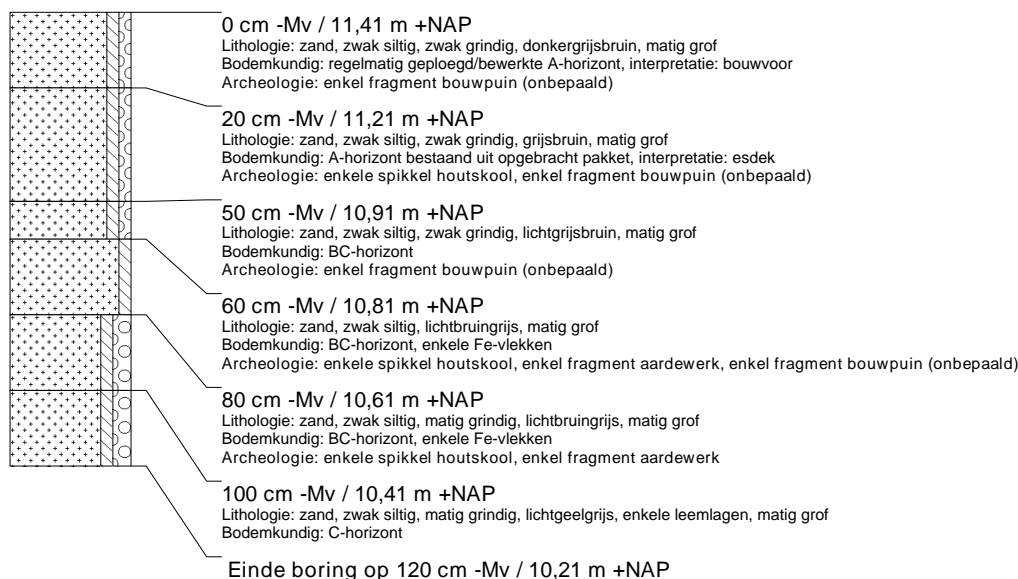 0 cm -Mv / 11,41 m +NAP
Lithologie: zand, zwak siltig, zwak grindig, donkergrijsbruin, matig grof
Bodemkundig: regelmatig geploegd/bewerkte A-horizont, interpretatie: bouwvoor
Archeologie: enkel fragment bouwpuin (onbepaald)
20 cm -Mv / 11,21 m +NAP
Lithologie: zand, zwak siltig, zwak grindig, grijsbruin, matig grof
Bodemkundig: A-horizont bestaand uit opgebracht pakket, interpretatie: esdek
Archeologie: enkele spikkel houtskool, enkel fragment bouwpuin (onbepaald)
50 cm -Mv / 10,91 m +NAP
Lithologie: zand, zwak siltig, zwak grindig, lichtgrijsbruin, matig grof
Bodemkundig: BC-horizont
Archeologie: enkel fragment bouwpuin (onbepaald)
60 cm -Mv / 10,81 m +NAP
Lithologie: zand, zwak siltig, lichtbruingrijs, matig grof
Bodemkundig: BC-horizont, enkele Fe-vlekken
Archeologie: enkele spikkel houtskool, enkel fragment aardewerk, enkel fragment bouwpuin (onbepaald)
80 cm -Mv / 10,61 m +NAP
Lithologie: zand, zwak siltig, matig grindig, lichtbruingrijs, matig grof
Bodemkundig: BC-horizont, enkele Fe-vlekken
Archeologie: enkele spikkel houtskool, enkel fragment aardewerk
100 cm -Mv / 10,41 m +NAP
Lithologie: zand, zwak siltig, matig grindig, lichtgeelgrijs, enkele leemlagen, matig grof
Bodemkundig: C-horizont
Einde boring op 120 cm -Mv / 10,21 m +NAP